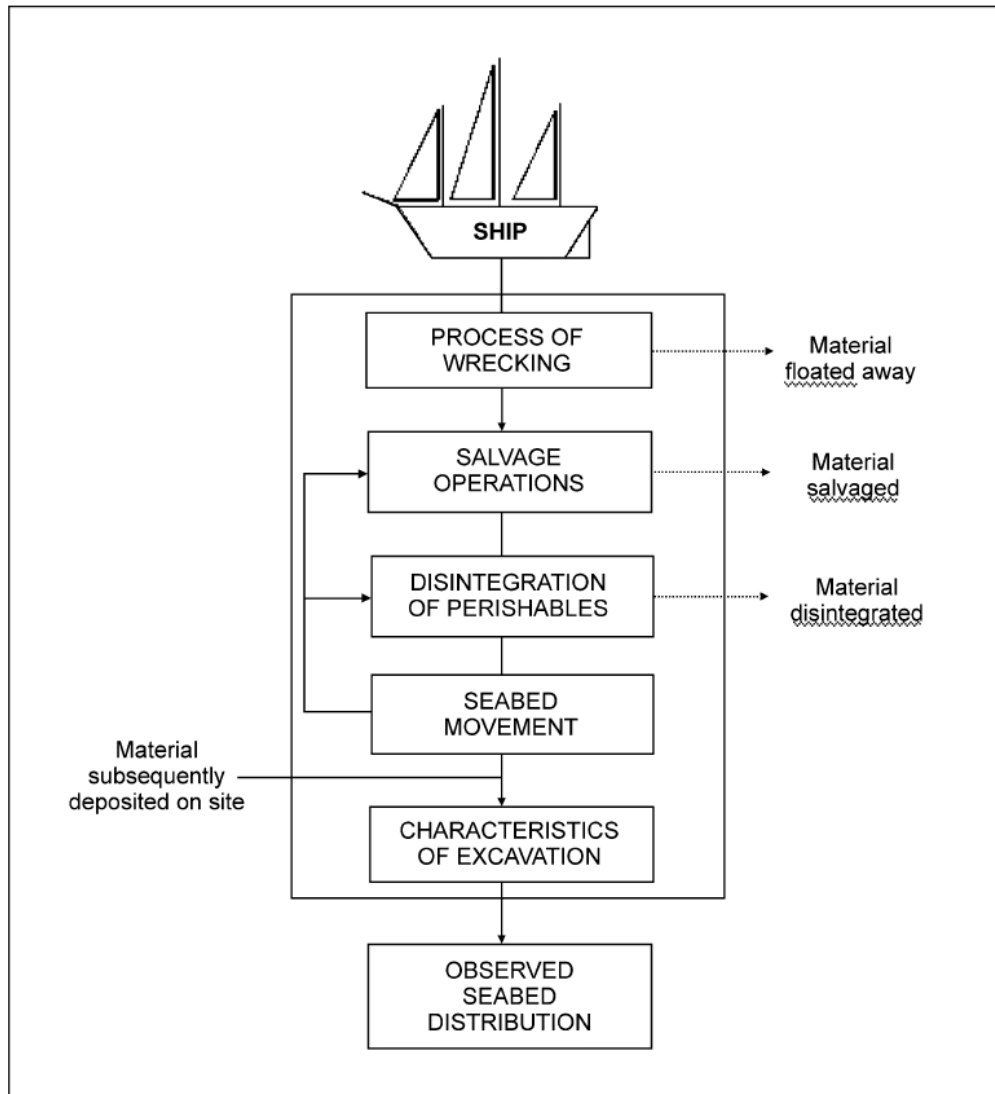 SHIP
PROCESS OF
WRECKING
Material
floated away
SALVAGE
OPERATIONS
Material
salvaged
DISINTEGRATION
OF PERISHABLES
Material
disintegrated
SEABED
MOVEMENT
Material
subsequently
deposited on site
CHARACTERISTICS
OF EXCAVATION
OBSERVED
SEABED
DISTRIBUTION